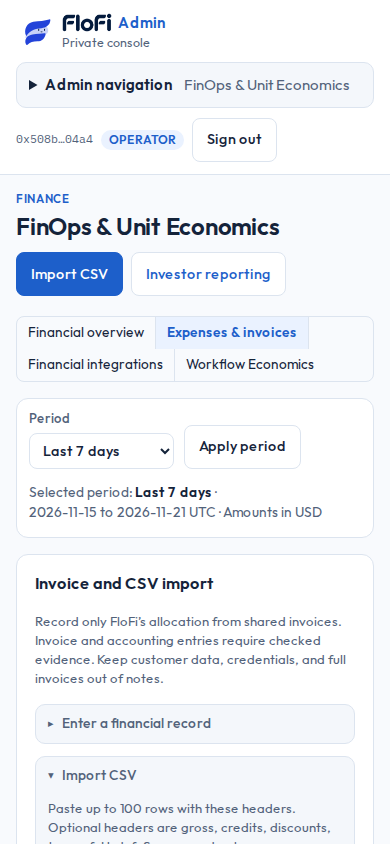 FloFi Admin
Private console
▶ Admin navigation FinOps & Unit Economics
0x508b…04a4 OPERATOR Sign out
FINANCE
FinOps & Unit Economics
Import CSV Investor reporting
Financial overview Expenses & invoices
Financial integrations Workflow Economics
Period
Last 7 days Apply period
Selected period: Last 7 days ·
2026-11-15 to 2026-11-21 UTC · Amounts in USD
Invoice and CSV import
Record only FloFi's allocation from shared invoices.
Invoice and accounting entries require checked
evidence. Keep customer data, credentials, and full
invoices out of notes.
▸ Enter a financial record
▾ Import CSV
Paste up to 100 rows with these headers.
Optional headers are gross, credits, discounts,